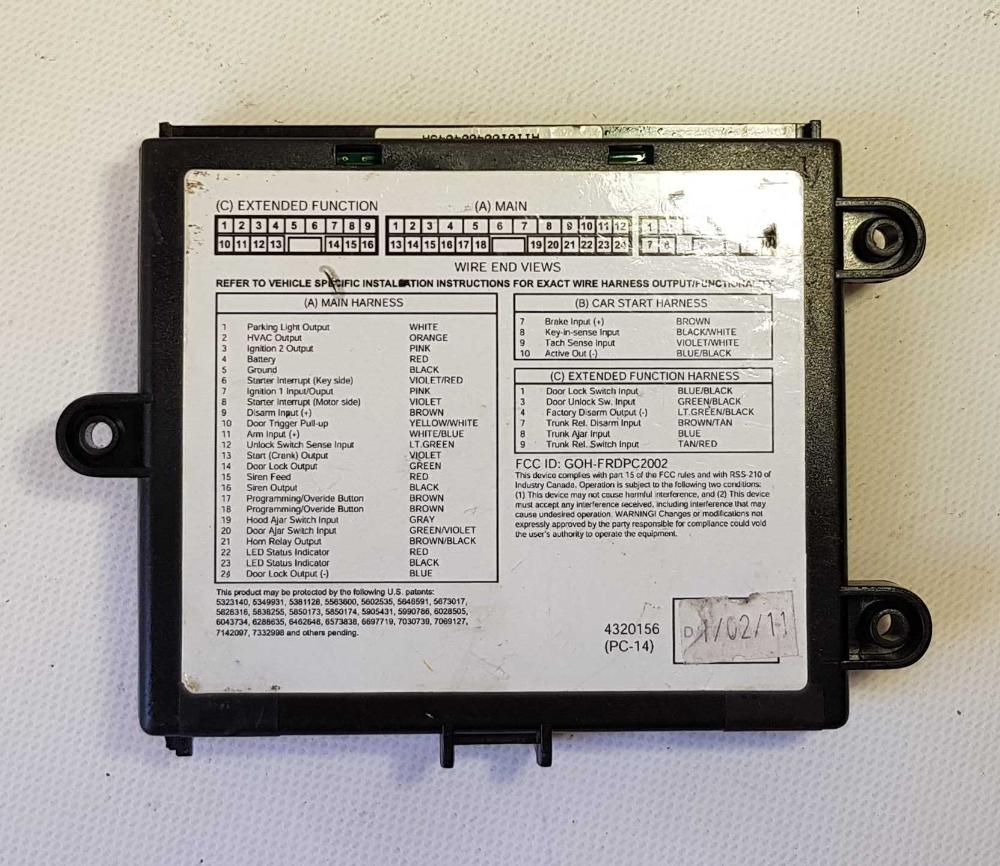 (C) EXTENDED FUNCTION
(A) MAIN
1 2 3 4 5 6 7 8 9
1 2 3 4 5 6 7 8 9 10 11 12
1
10 11 12 13 14 15 16
13 14 15 16 17 18 19 20 21 22 23 24
7 8
WIRE END VIEWS
REFER TO VEHICLE SPECIFIC INSTALLATION INSTRUCTIONS FOR EXACT WIRE HARNESS OUTPUT/FUNCTIONALITY
(A) MAIN HARNESS
1 Parking Light Output WHITE
2 HVAC Output ORANGE
3 Ignition 2 Output PINK
4 Battery RED
5 Ground BLACK
6 Starter Interrupt (Key side) VIOLET/RED
7 Ignition 1 Input/Ouput PINK
8 Starter Interrupt (Motor side) VIOLET
9 Disarm Input (+) BROWN
10 Door Trigger Pull-up YELLOW/WHITE
11 Arm Input (+) WHITE/BLUE
12 Unlock Switch Sense Input LT.GREEN
13 Start (Crank) Output VIOLET
14 Door Lock Output GREEN
15 Siren Feed RED
16 Siren Output BLACK
17 Programming/Overide Button BROWN
18 Programming/Overide Button BROWN
19 Hood Ajar Switch Input GRAY
20 Door Ajar Switch Input GREEN/VIOLET
21 Horn Relay Output BROWN/BLACK
22 LED Status Indicator RED
23 LED Status Indicator BLACK
24 Door Lock Output (-) BLUE
(B) CAR START HARNESS
7 Brake Input (+) BROWN
8 Key-in-sense Input BLACK/WHITE
9 Tach Sense Input VIOLET/WHITE
10 Active Out (-) BLUE/BLACK
(C) EXTENDED FUNCTION HARNESS
1 Door Lock Switch Input BLUE/BLACK
3 Door Unlock Sw. Input GREEN/BLACK
4 Factory Disarm Output (-) LT.GREEN/BLACK
7 Trunk Rel. Disarm Input BROWN/TAN
8 Trunk Ajar Input BLUE
9 Trunk Rel. Switch Input TAN/RED
FCC ID: GOH-FRDPC2002
This device complies with part 15 of the FCC rules and with RSS-210 of
Industry Canada. Operation is subject to the following two conditions:
(1) This device may not cause harmful interference, and (2) This device
must accept any interference received, including interference that may
cause undesired operation. WARNING! Changes or modifications not
expressly approved by the party responsible for compliance could void
the user's authority to operate the equipment.
This product may be protected by the following U.S. patents:
5323140, 5349931, 5381128, 5563600, 5602535, 5646591, 5673017,
5828316, 5838255, 5850173, 5850174, 5905431, 5990786, 6028505,
6043734, 6288635, 6462648, 6573838, 6697719, 7030739, 7069127,
7142097, 7332998 and others pending.
4320156
(PC-14)